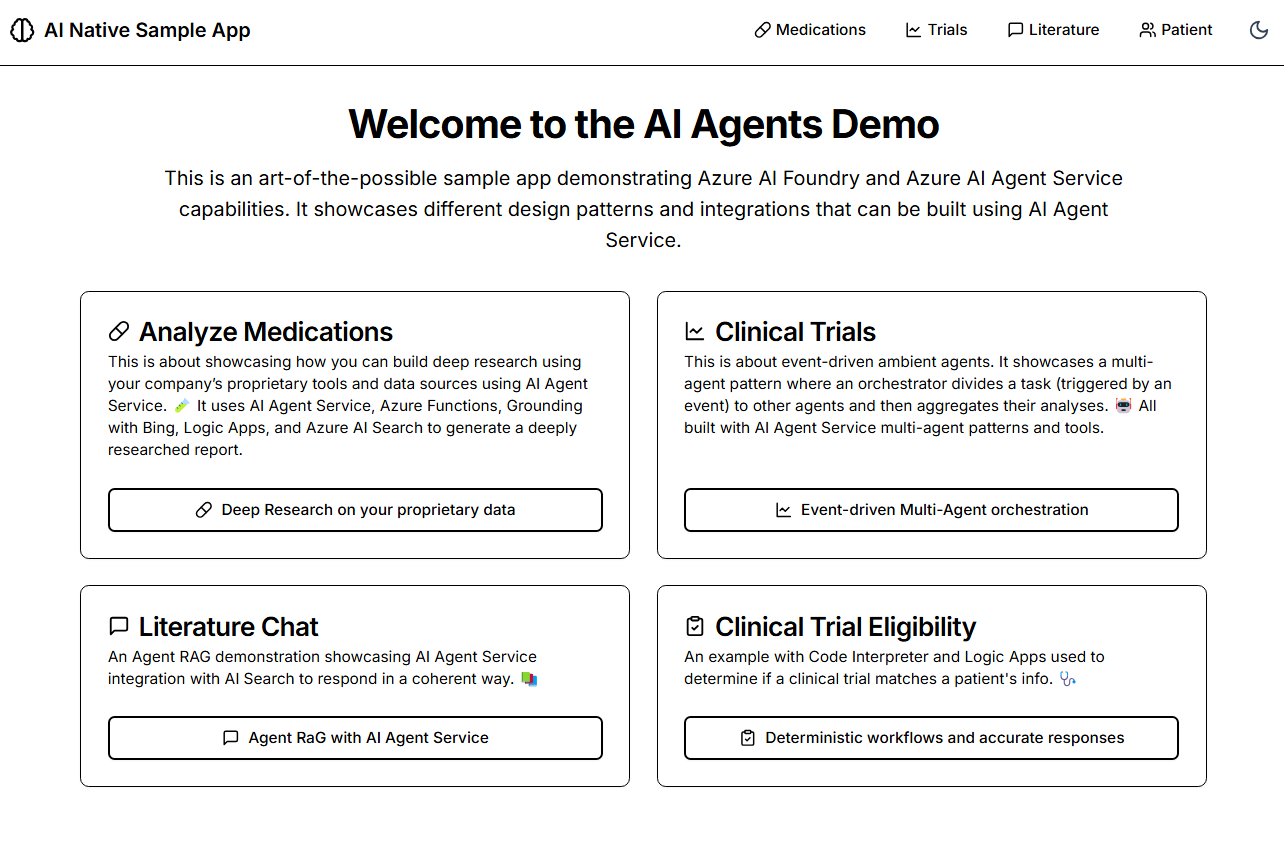 AI Native Sample App
Medications
Trials
Literature
Patient
Welcome to the AI Agents Demo
This is an art-of-the-possible sample app demonstrating Azure AI Foundry and Azure AI Agent Service
capabilities. It showcases different design patterns and integrations that can be built using AI Agent
Service.
Analyze Medications
This is about showcasing how you can build deep research using
your company’s proprietary tools and data sources using AI Agent
Service. 🧪 It uses AI Agent Service, Azure Functions, Grounding
with Bing, Logic Apps, and Azure AI Search to generate a deeply
researched report.
Deep Research on your proprietary data
Clinical Trials
This is about event-driven ambient agents. It showcases a multi-
agent pattern where an orchestrator divides a task (triggered by an
event) to other agents and then aggregates their analyses. 🤖 All
built with AI Agent Service multi-agent patterns and tools.
Event-driven Multi-Agent orchestration
Literature Chat
An Agent RAG demonstration showcasing AI Agent Service
integration with AI Search to respond in a coherent way. 📚
Agent RaG with AI Agent Service
Clinical Trial Eligibility
An example with Code Interpreter and Logic Apps used to
determine if a clinical trial matches a patient's info. 🩺
Deterministic workflows and accurate responses